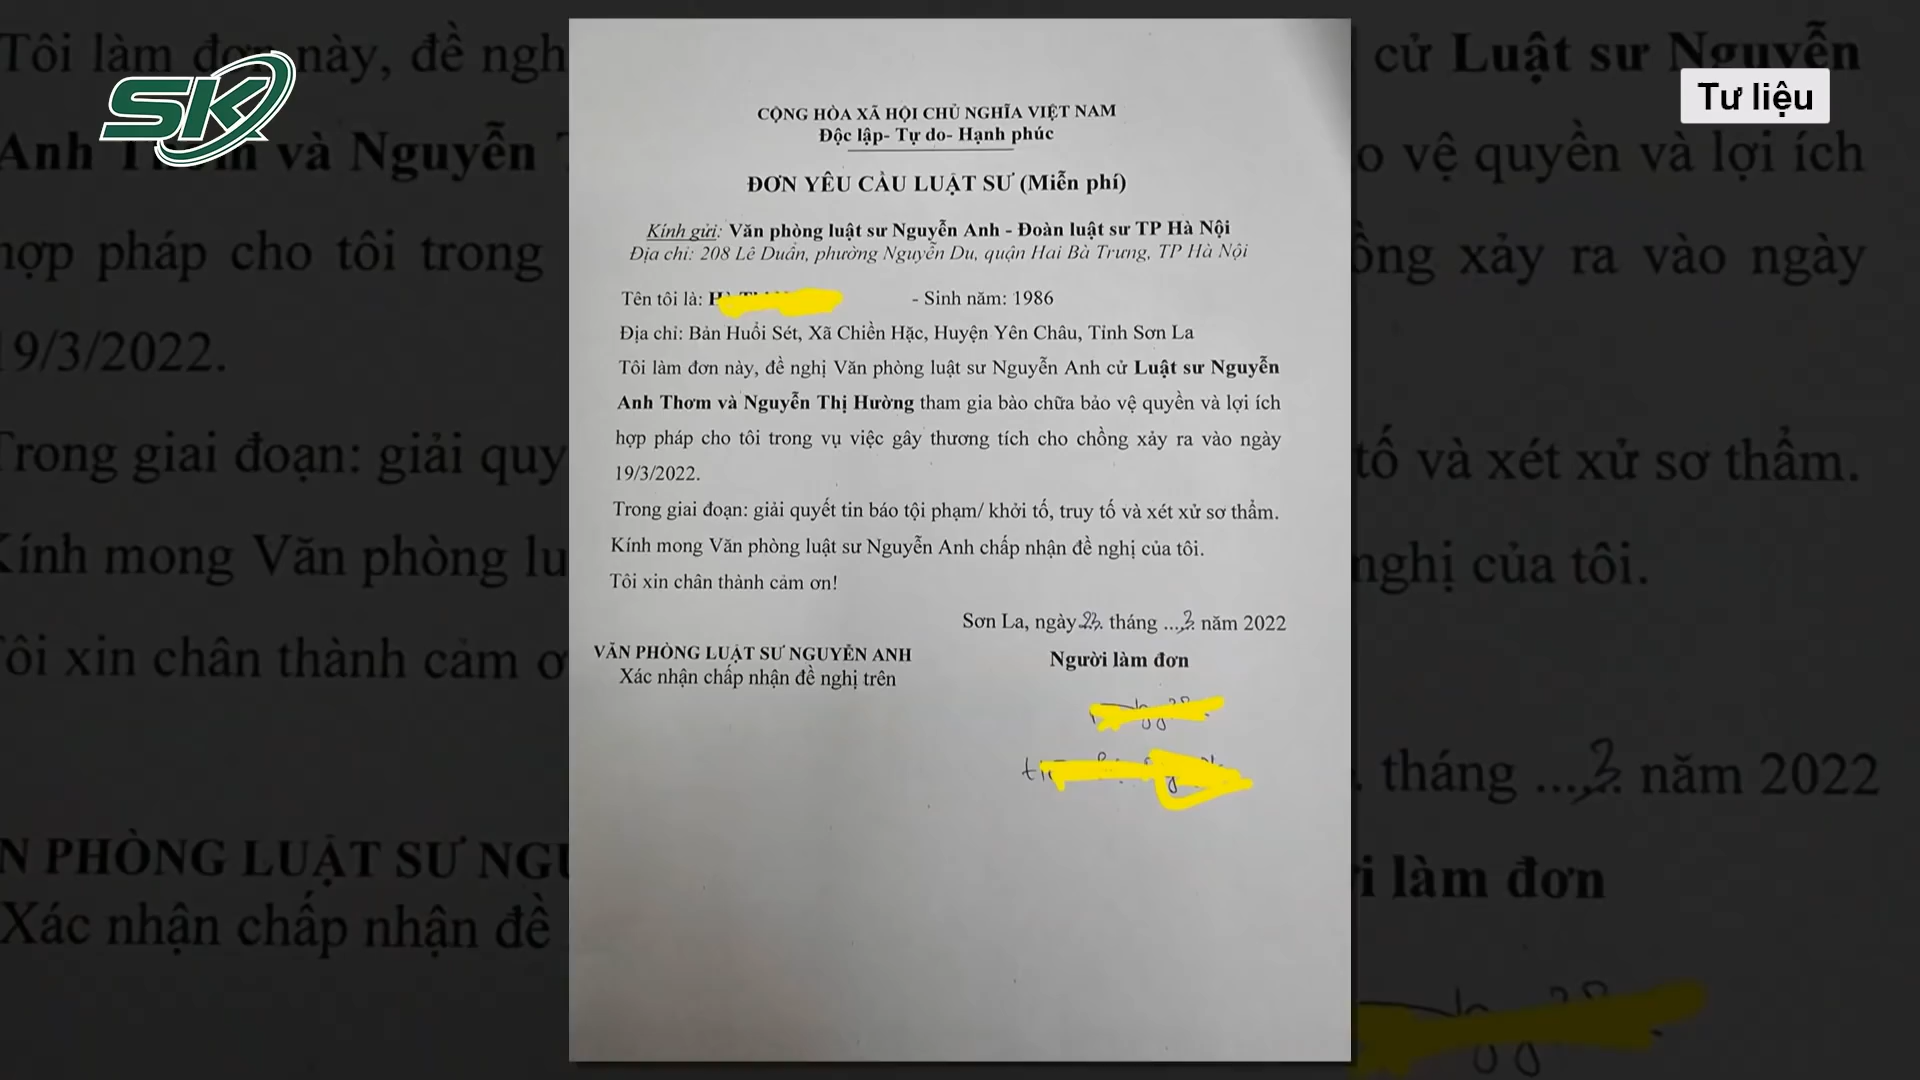 SK
Tư liệu
CỘNG HÒA XÃ HỘI CHỦ NGHĨA VIỆT NAM
Độc lập- Tự do- Hạnh phúc
ĐƠN YÊU CẦU LUẬT SƯ (Miễn phí)
Kính gửi: Văn phòng luật sư Nguyễn Anh - Đoàn luật sư TP Hà Nội
Địa chỉ: 208 Lê Duẩn, phường Nguyễn Du, quận Hai Bà Trưng, TP Hà Nội
Tên tôi là: - Sinh năm: 1986
Địa chỉ: Bản Huổi Sét, Xã Chiềng Hặc, Huyện Yên Châu, Tỉnh Sơn La
Tôi làm đơn này, đề nghị Văn phòng luật sư Nguyễn Anh cử Luật sư Nguyễn
Anh Thơm và Nguyễn Thị Hường tham gia bào chữa bảo vệ quyền và lợi ích
hợp pháp cho tôi trong vụ việc gây thương tích cho chồng xảy ra vào ngày
19/3/2022.
Trong giai đoạn: giải quyết tin báo tội phạm/ khởi tố, truy tố và xét xử sơ thẩm.
Kính mong Văn phòng luật sư Nguyễn Anh chấp nhận đề nghị của tôi.
Tôi xin chân thành cảm ơn!
Sơn La, ngày 23. tháng ...3. năm 2022
VĂN PHÒNG LUẬT SƯ NGUYỄN ANH
Xác nhận chấp nhận đề nghị trên
Người làm đơn